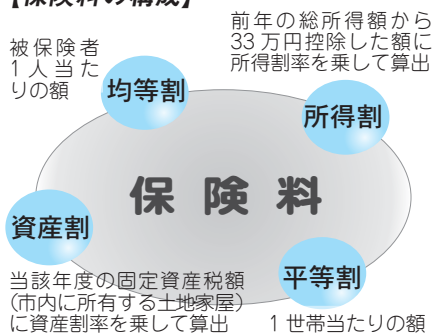 【保険料の構成】
被保険者
1人当た
りの額
均等割
前年の総所得額から
33万円控除した額に
所得割率を乗して算出
所得割
保険料
資産割
当該年度の固定資産税額
(市内に所有する土地家屋)
に資産割率を乗して算出
平等割
1世帯当たりの額